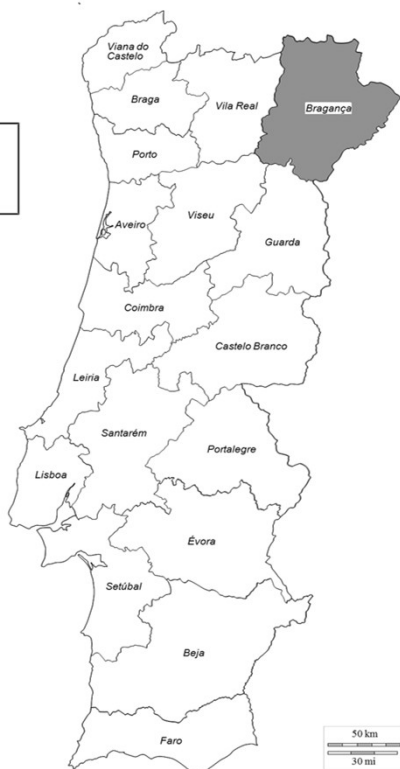 Viana do
Castelo
Braga
Vila Real
Bragança
Porto
Aveiro
Viseu
Guarda
Coimbra
Castelo Branco
Leiria
Santarém
Portalegre
Lisboa
Évora
Setúbal
Beja
Faro
50 km
30 mi